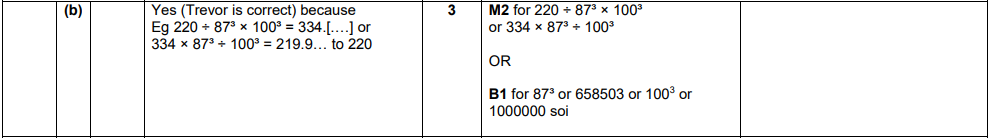 (b) Yes (Trevor is correct) because 3 M2 for 220 ÷ 87³ × 100³
Eg 220 ÷ 87³ × 100³ = 334.[….] or or 334 × 87³ ÷ 100³
334 × 87³ ÷ 100³ = 219.9… to 220
OR
B1 for 87³ or 658503 or 100³ or
1000000 soi